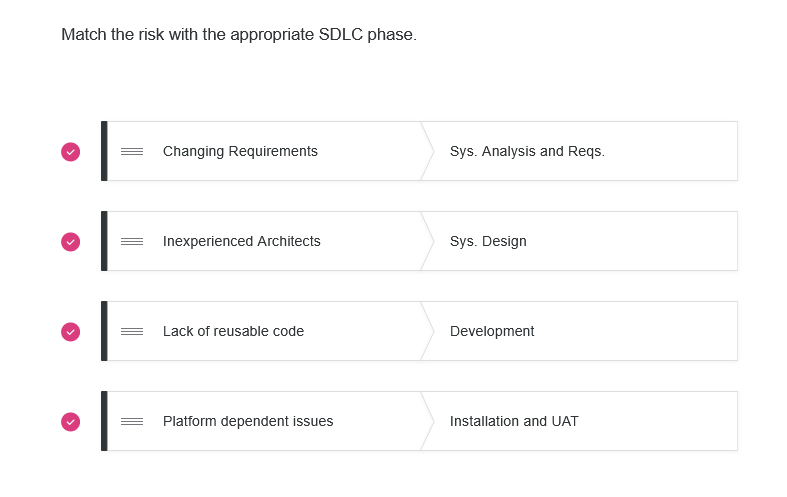 Match the risk with the appropriate SDLC phase.
Changing Requirements Sys. Analysis and Reqs.
Inexperienced Architects Sys. Design
Lack of reusable code Development
Platform dependent issues Installation and UAT